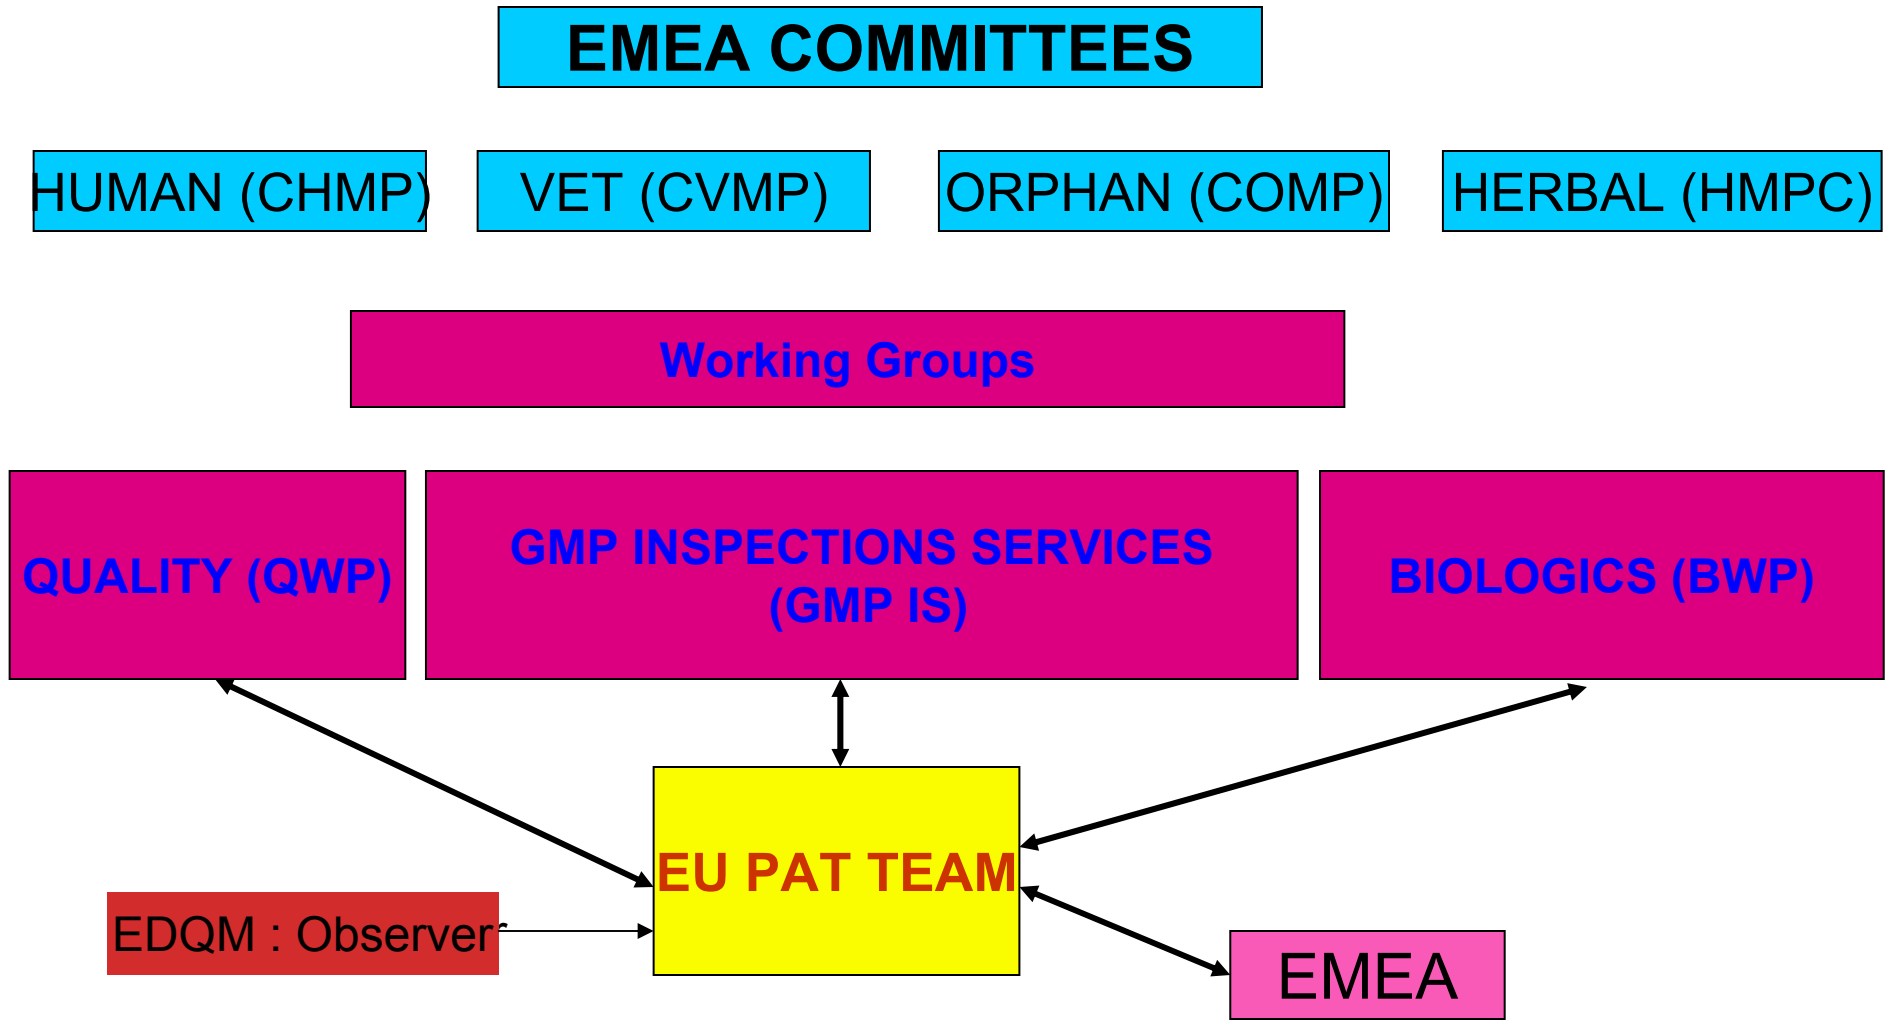 EMEA COMMITTEES
HUMAN (CHMP)
VET (CVMP)
ORPHAN (COMP)
HERBAL (HMPC)
Working Groups
QUALITY (QWP)
GMP INSPECTIONS SERVICES
(GMP IS)
BIOLOGICS (BWP)
EU PAT TEAM
EDQM : Observer
EMEA